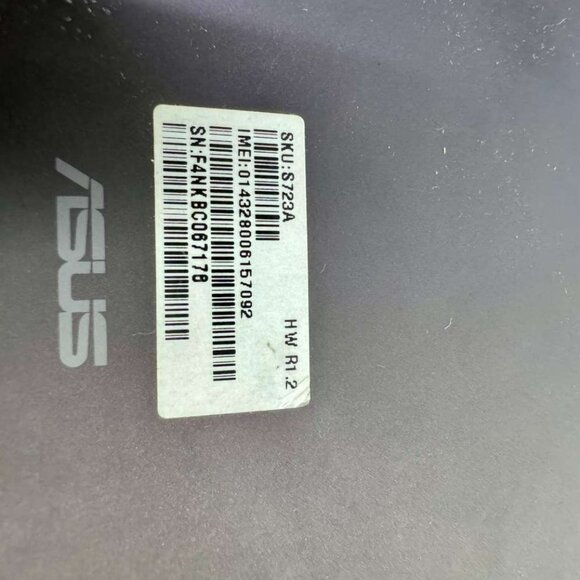 SKU:S723A
HW R1.2
IMEI:014328006157092
SN:F4NKBC067178
ASUS